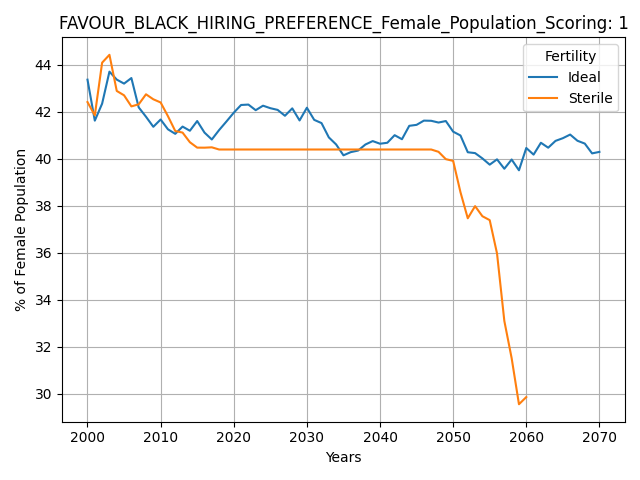 FAVOUR_BLACK_HIRING_PREFERENCE_Female_Population_Scoring: 1
Fertility
Ideal
Sterile
% of Female Population
44
42
40
38
36
34
32
30
2000 2010 2020 2030 2040 2050 2060 2070
Years